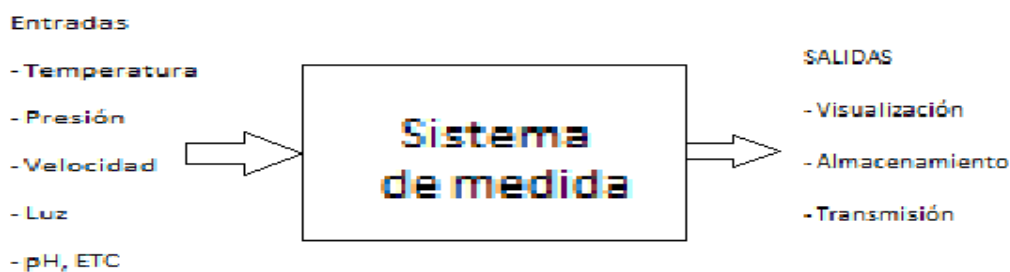 Entradas
- Temperatura
- Presión
- Velocidad
- Luz
- pH, ETC
Sistema
de medida
SALIDAS
- Visualización
- Almacenamiento
- Transmisión